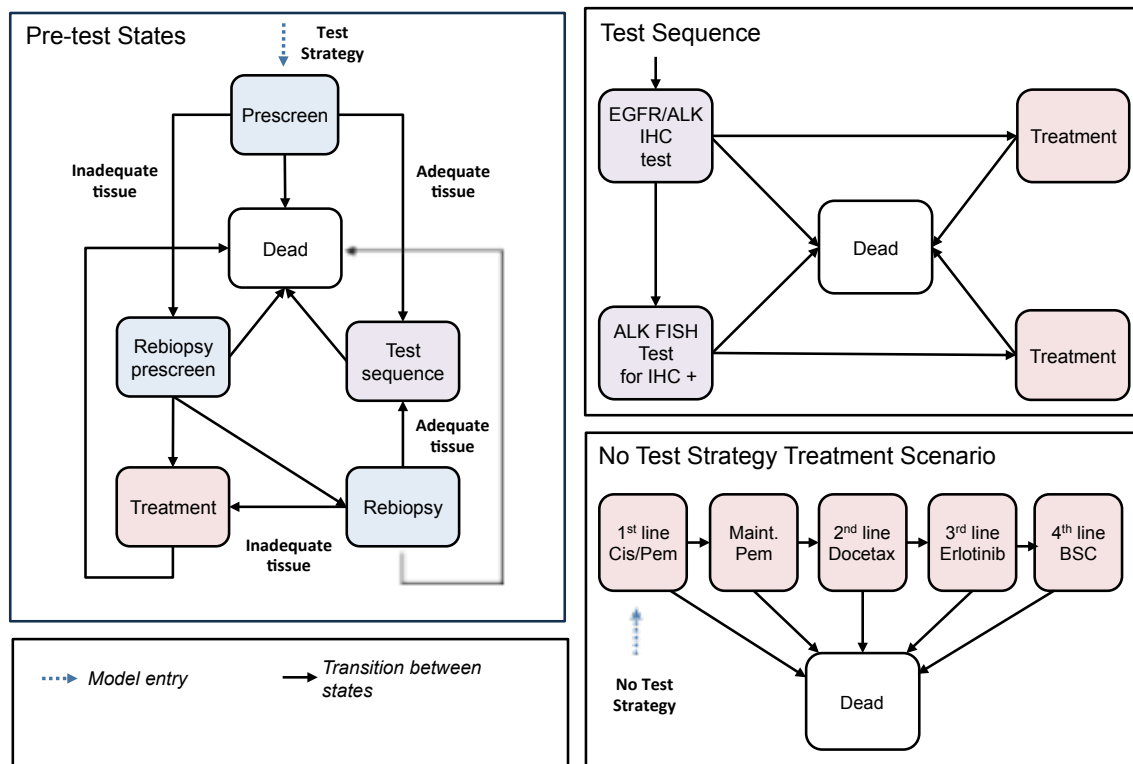 Pre-test States
Test
Strategy
Prescreen
Inadequate
tissue
Adequate
tissue
Dead
Rebiopsy
prescreen
Test
sequence
Adequate
tissue
Treatment
Rebiopsy
Inadequate
tissue
Model entry
Transition between
states
Test Sequence
EGFR/ALK
IHC
test
Treatment
Dead
ALK FISH
Test
for IHC +
Treatment
No Test Strategy Treatment Scenario
1st line
Cis/Pem
Maint.
Pem
2nd line
Docetax
3rd line
Erlotinib
4th line
BSC
No Test
Strategy
Dead